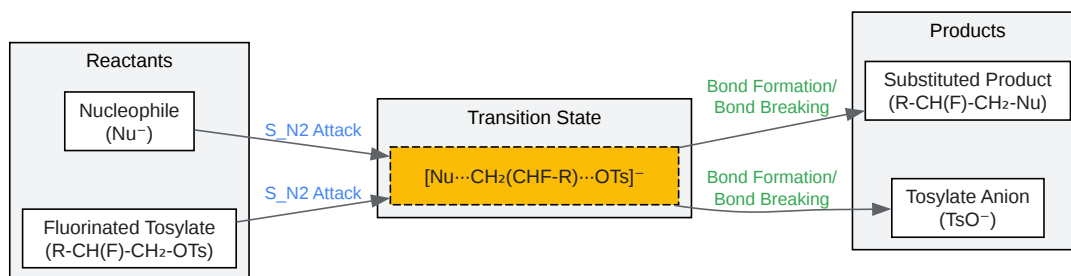 Reactants
Nucleophile
(Nu⁻)
Fluorinated Tosylate
(R-CH(F)-CH₂-OTs)
S_N2 Attack
S_N2 Attack
Transition State
[Nu···CH₂(CHF-R)···OTs]⁻
Bond Formation/
Bond Breaking
Bond Formation/
Bond Breaking
Products
Substituted Product
(R-CH(F)-CH₂-Nu)
Tosylate Anion
(TsO⁻)